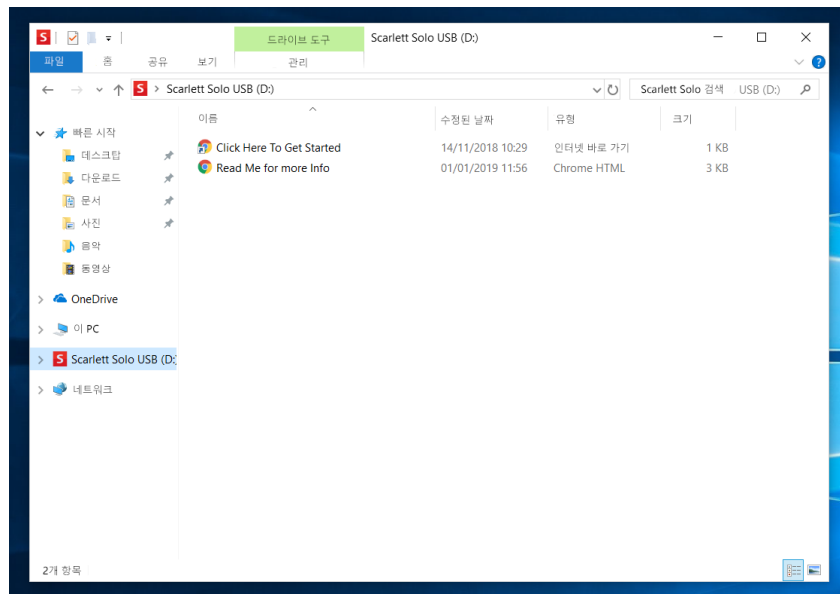 드라이브 도구 Scarlett Solo USB (D:)
파일 홈 공유 보기 관리
Scarlett Solo USB (D:) Scarlett Solo 검색 USB (D:)
이름 수정된 날짜 유형 크기
Click Here To Get Started 14/11/2018 10:29 인터넷 바로 가기 1 KB
Read Me for more Info 01/01/2019 11:56 Chrome HTML 3 KB
빠른 시작
데스크탑
다운로드
문서
사진
음악
동영상
OneDrive
이 PC
Scarlett Solo USB (D:)
네트워크
2개 항목